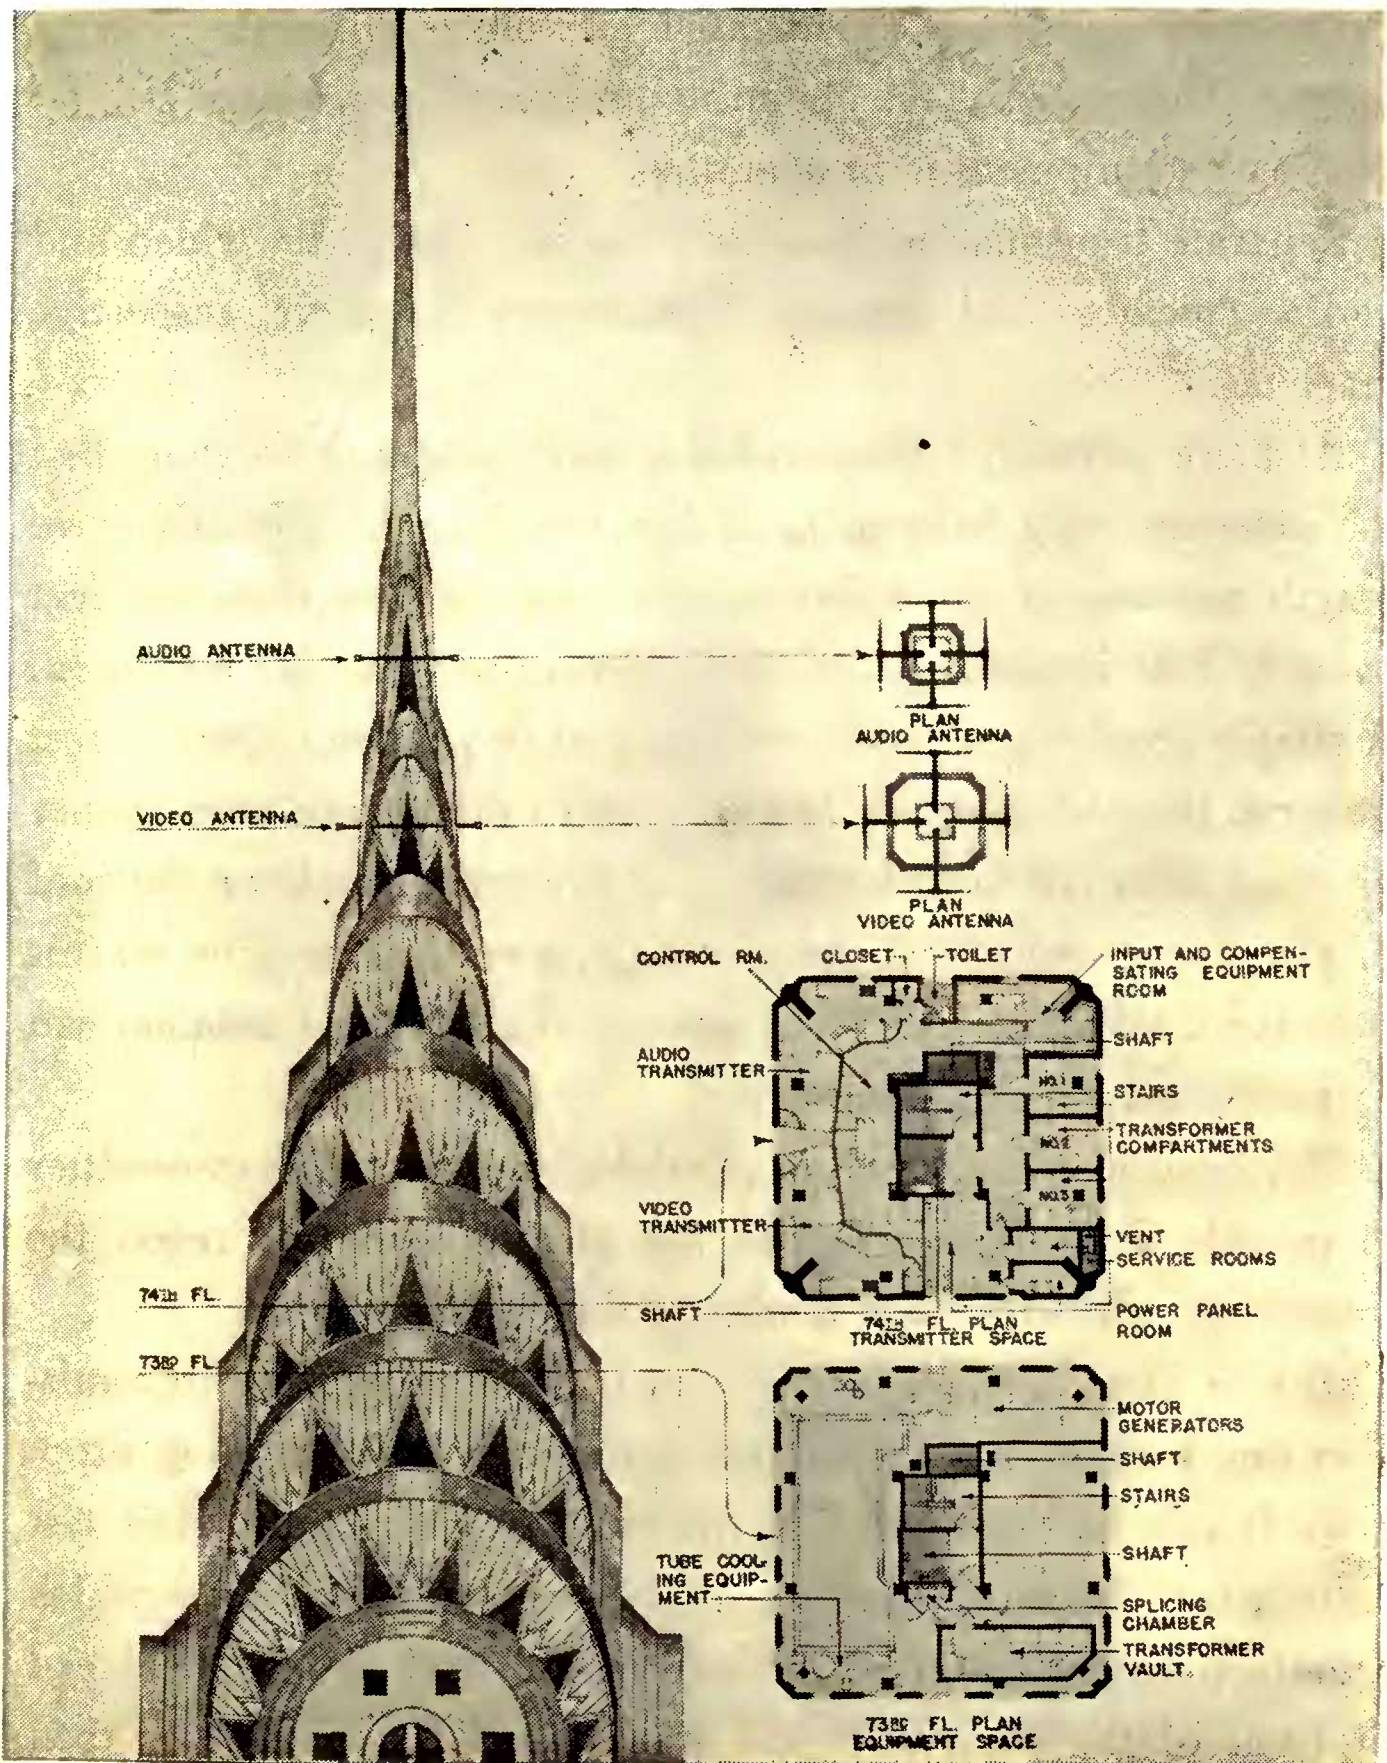 AUDIO ANTENNA
PLAN
AUDIO ANTENNA
VIDEO ANTENNA
PLAN
VIDEO ANTENNA
CONTROL RM.
CLOSET
TOILET
INPUT AND COMPEN-
SATING EQUIPMENT
ROOM
SHAFT
AUDIO
TRANSMITTER
NO.1
STAIRS
TRANSFORMER
COMPARTMENTS
NO.2
NO.3
VIDEO
TRANSMITTER
VENT
SERVICE ROOMS
74TH FL.
SHAFT
POWER PANEL
ROOM
74TH FL. PLAN
TRANSMITTER SPACE
73RD FL.
MOTOR
GENERATORS
SHAFT
STAIRS
SHAFT
TUBE COOL-
ING EQUIP-
MENT
SPLICING
CHAMBER
TRANSFORMER
VAULT
73RD FL. PLAN
EQUIPMENT SPACE